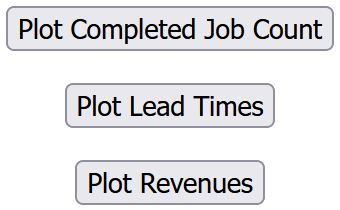 Plot Completed Job Count
Plot Lead Times
Plot Revenues